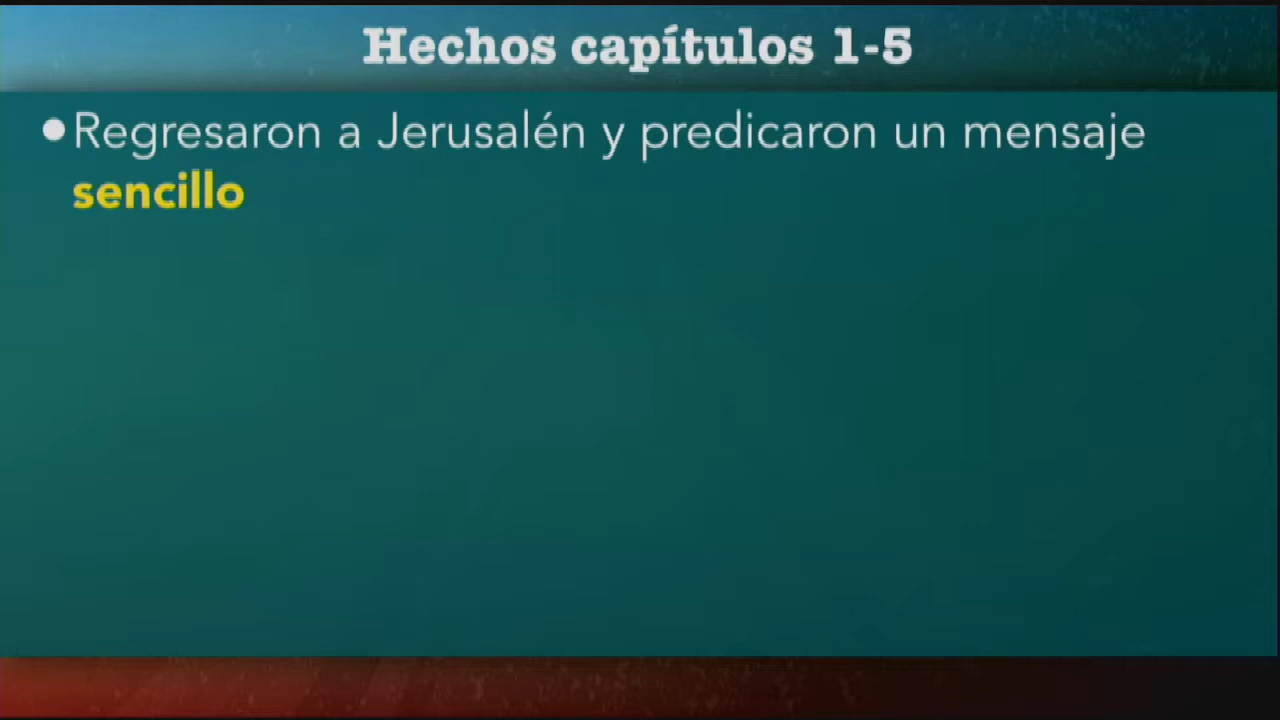 Hechos capítulos 1-5
•Regresaron a Jerusalén y predicaron un mensaje
sencillo